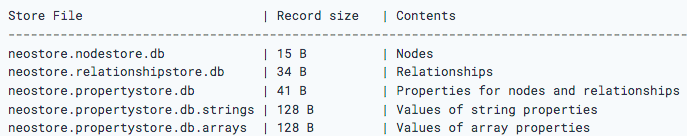 Store File | Record size | Contents
-----------------------------------------------------------------------------------------
neostore.nodestore.db | 15 B | Nodes
neostore.relationshipstore.db | 34 B | Relationships
neostore.propertystore.db | 41 B | Properties for nodes and relationships
neostore.propertystore.db.strings | 128 B | Values of string properties
neostore.propertystore.db.arrays | 128 B | Values of array properties